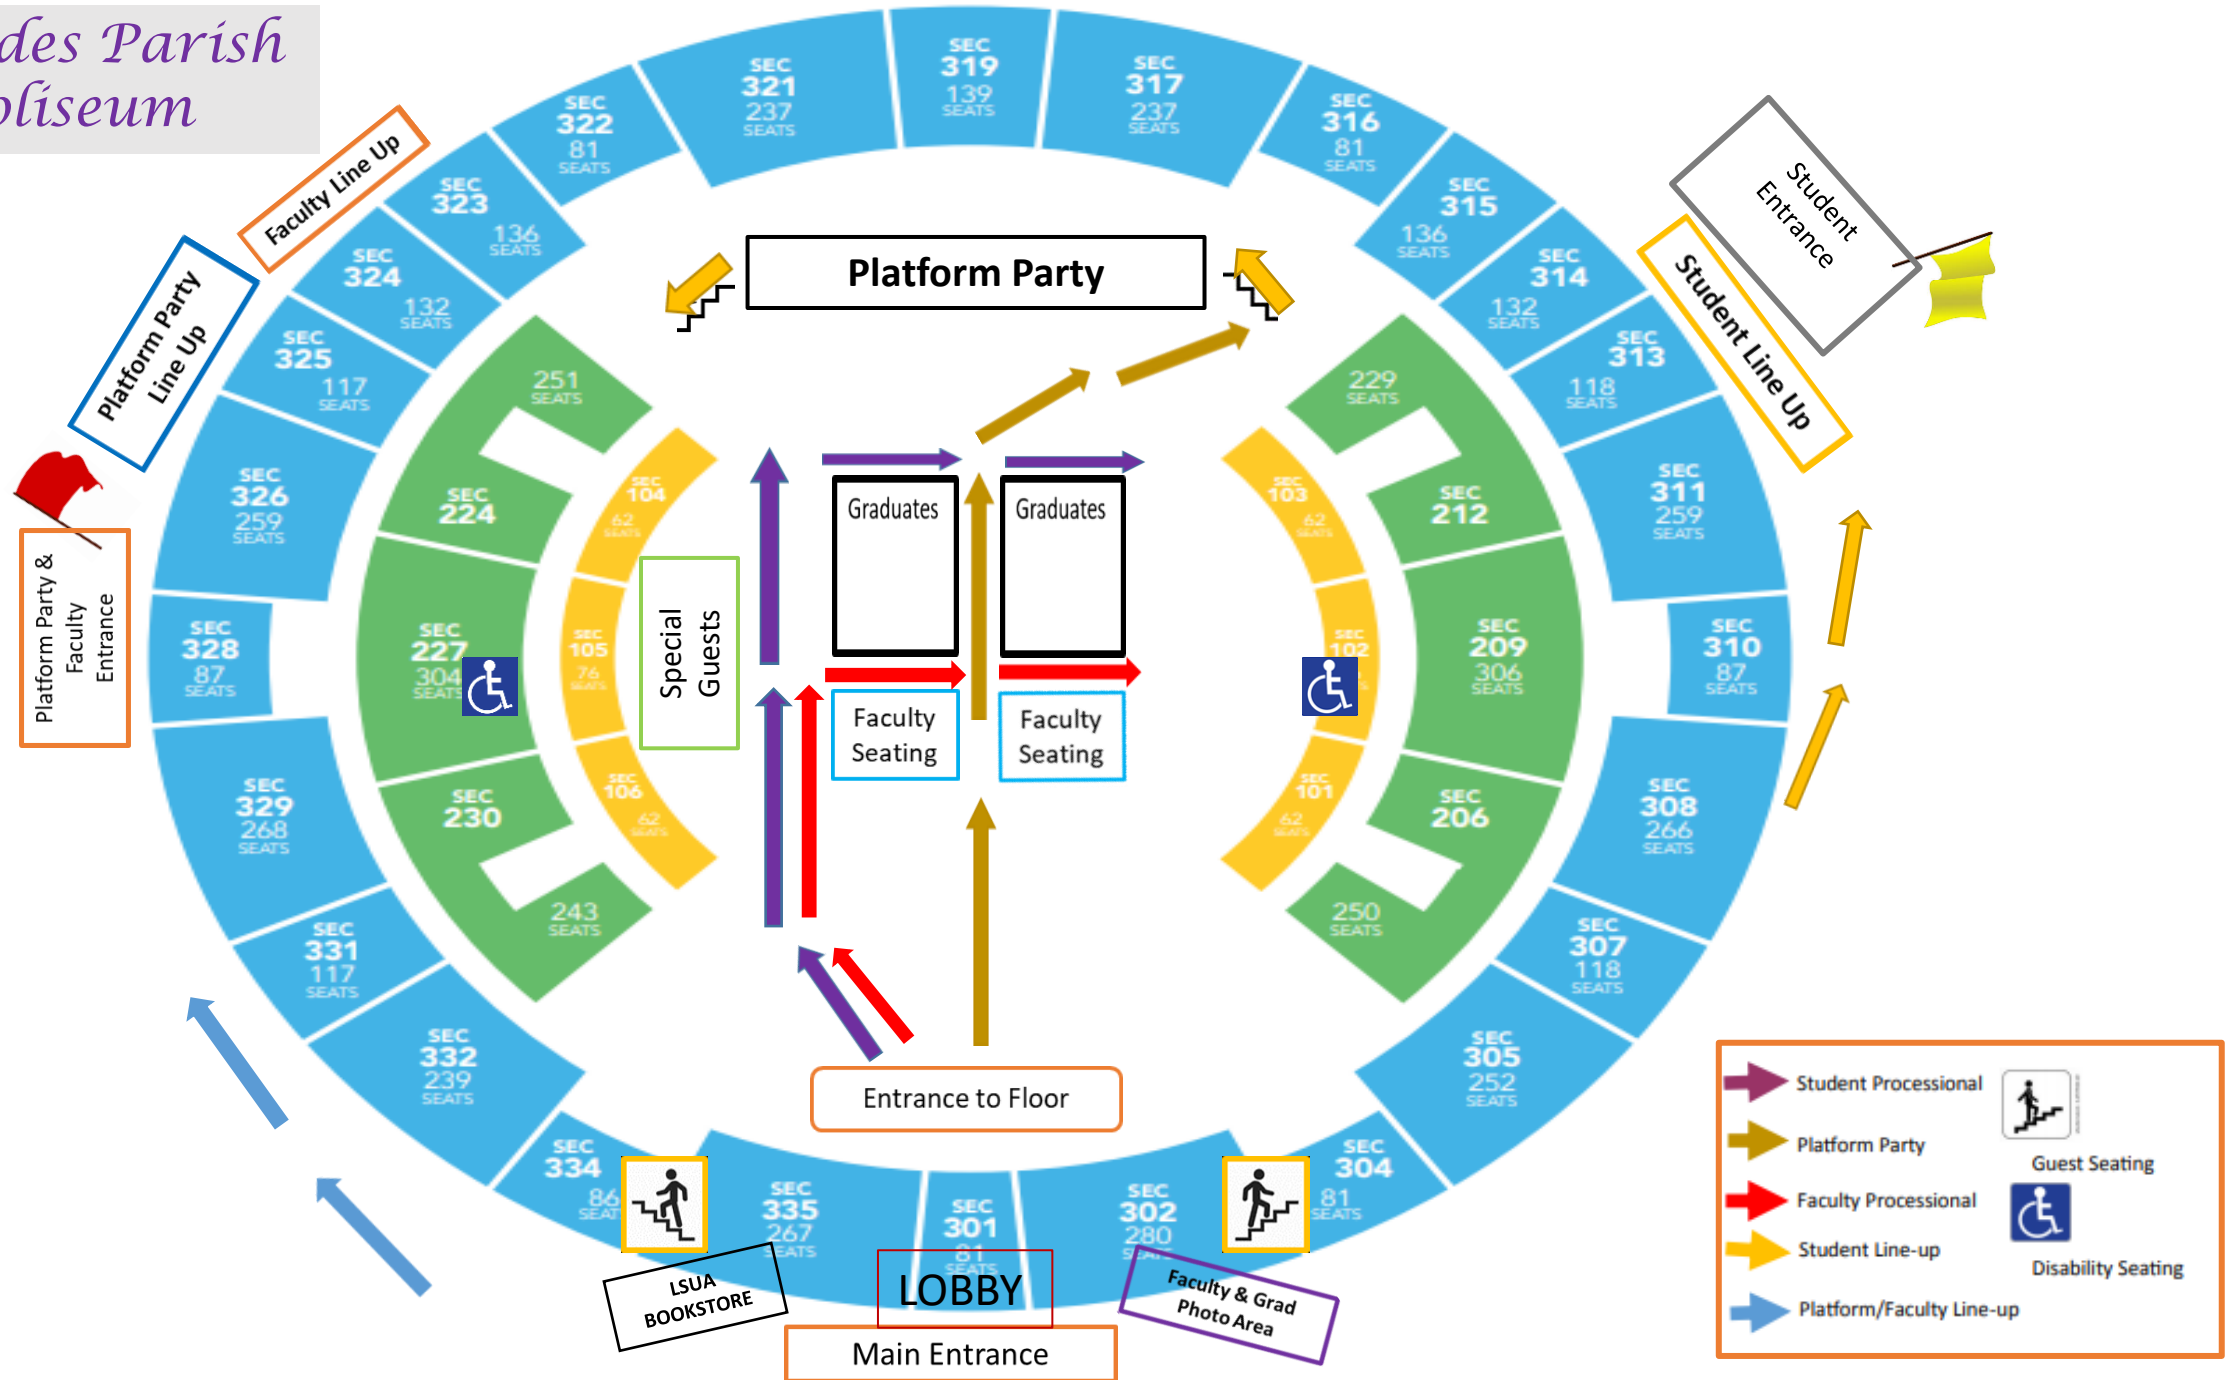 des Parish
oliseum
SEC
321
237
SEATS
SEC
319
139
SEATS
SEC
317
237
SEATS
SEC
322
81
SEATS
SEC
316
81
SEATS
Faculty Line Up
SEC
323
136
SEATS
SEC
315
136
SEATS
Student
Entrance
SEC
324
132
SEATS
Platform Party
SEC
314
132
SEATS
Student Line Up
Platform Party
Line Up
SEC
325
117
SEATS
SEC
313
118
SEATS
251
SEATS
229
SEATS
SEC
326
259
SEATS
SEC
224
SEC
104
62
SEATS
Graduates
Graduates
SEC
103
62
SEATS
SEC
212
SEC
311
259
SEATS
Platform Party &
Faculty
Entrance
SEC
328
87
SEATS
SEC
227
304
SEATS
SEC
105
76
SEATS
Special
Guests
SEC
102
SEC
209
306
SEATS
SEC
310
87
SEATS
Faculty
Seating
Faculty
Seating
SEC
329
268
SEATS
SEC
230
SEC
106
62
SEATS
SEC
101
62
SEATS
SEC
206
SEC
308
266
SEATS
243
SEATS
250
SEATS
SEC
331
117
SEATS
SEC
307
118
SEATS
SEC
332
239
SEATS
SEC
305
252
SEATS
Entrance to Floor
SEC
334
86
SEAT
SEC
335
267
SEATS
SEC
301
81
SEATS
SEC
302
280
SEC
304
81
SEATS
LSUA
BOOKSTORE
LOBBY
Faculty & Grad
Photo Area
Main Entrance
Student Processional
Platform Party
Guest Seating
Faculty Processional
Student Line-up
Disability Seating
Platform/Faculty Line-up